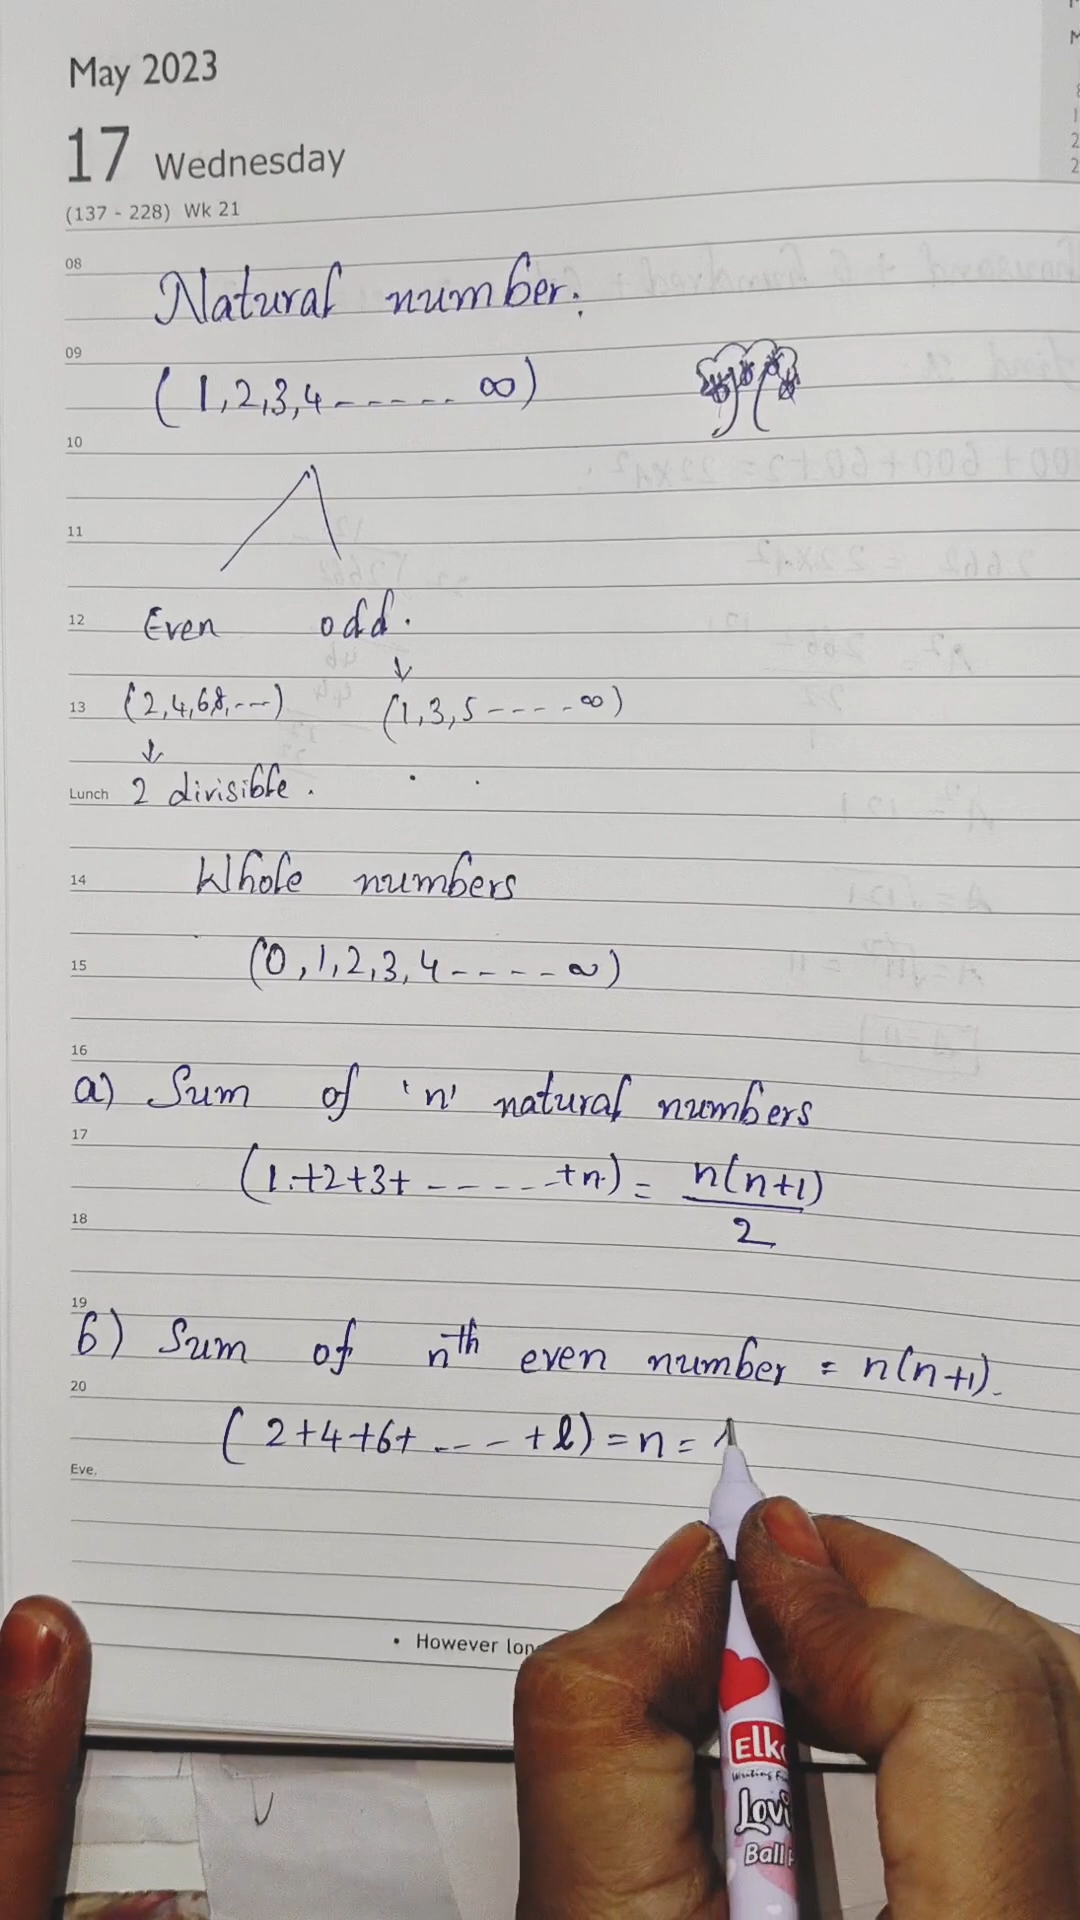 May 2023
17 Wednesday
(137 - 228) Wk 21
08
Natural number.
09
(1,2,3,4 ------ ∞)
10
11
12
Even odd.
↓
13 (2,4,6,8,---) (1,3,5 ----- ∞)
↓
Lunch 2 divisible.
14 Whole numbers
15 (0,1,2,3,4 ----- ∞)
16
a) Sum of 'n' natural numbers
17
(1+2+3+ ----- +n) = n(n+1)
2
18
19
b) Sum of nth even number = n(n+1).
20
(2+4+6+ --- +l) = n =
Eve.
• However
Elk
Lovi
Ball